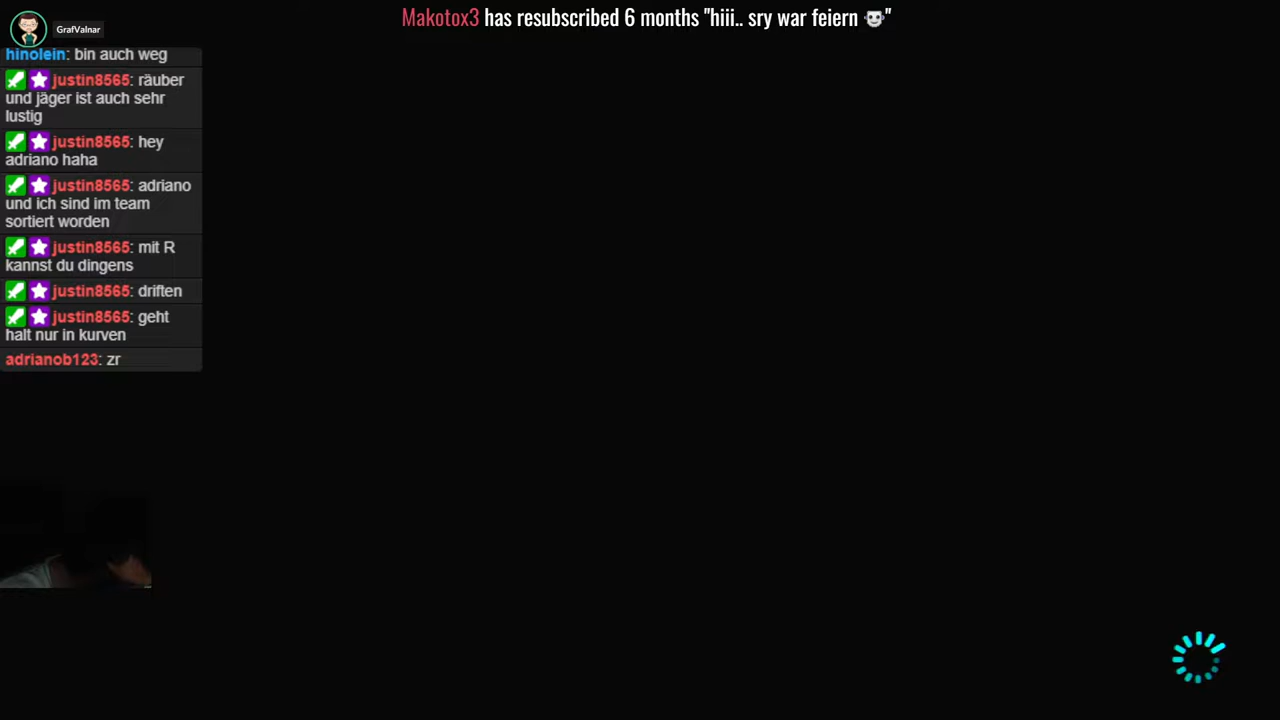 Makotox3 has resubscribed 6 months "hiii.. sry war feiern 🐭"
GrafValnar
hinolein: bin auch weg
justin8565: räuber
und jäger ist auch sehr
lustig
justin8565: hey
adriano haha
justin8565: adriano
und ich sind im team
sortiert worden
justin8565: mit R
kannst du dingens
justin8565: driften
justin8565: geht
halt nur in kurven
adrianob123: zr